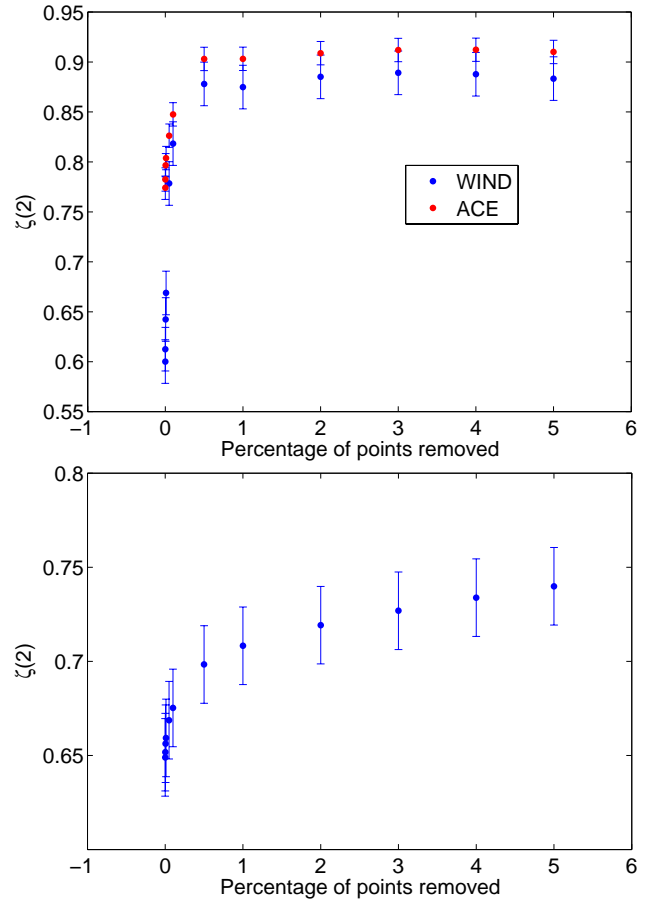 0.95
0.9
0.85
0.8
0.75
0.7
0.65
0.6
0.55
ζ(2)
WIND
ACE
−1 0 1 2 3 4 5 6
Percentage of points removed
0.8
0.75
0.7
0.65
ζ(2)
−1 0 1 2 3 4 5 6
Percentage of points removed